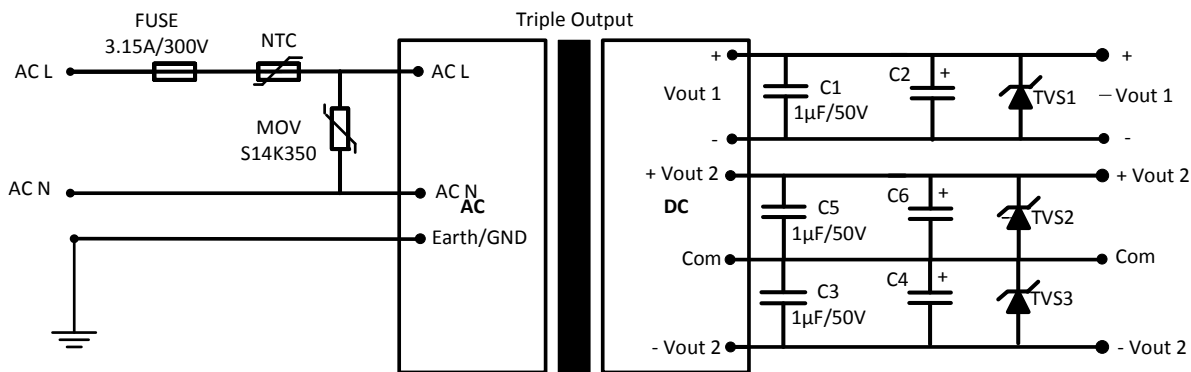 Triple Output
FUSE
3.15A/300V
NTC
AC L
AC L
MOV
S14K350
AC N
AC N
AC
Earth/GND
+
Vout 1
-
C1
1µF/50V
C2
+
TVS1
+
Vout 1
-
+ Vout 2
DC
Com
- Vout 2
C5
1µF/50V
C6
+
TVS2
C3
1µF/50V
C4
+
TVS3
+ Vout 2
Com
- Vout 2